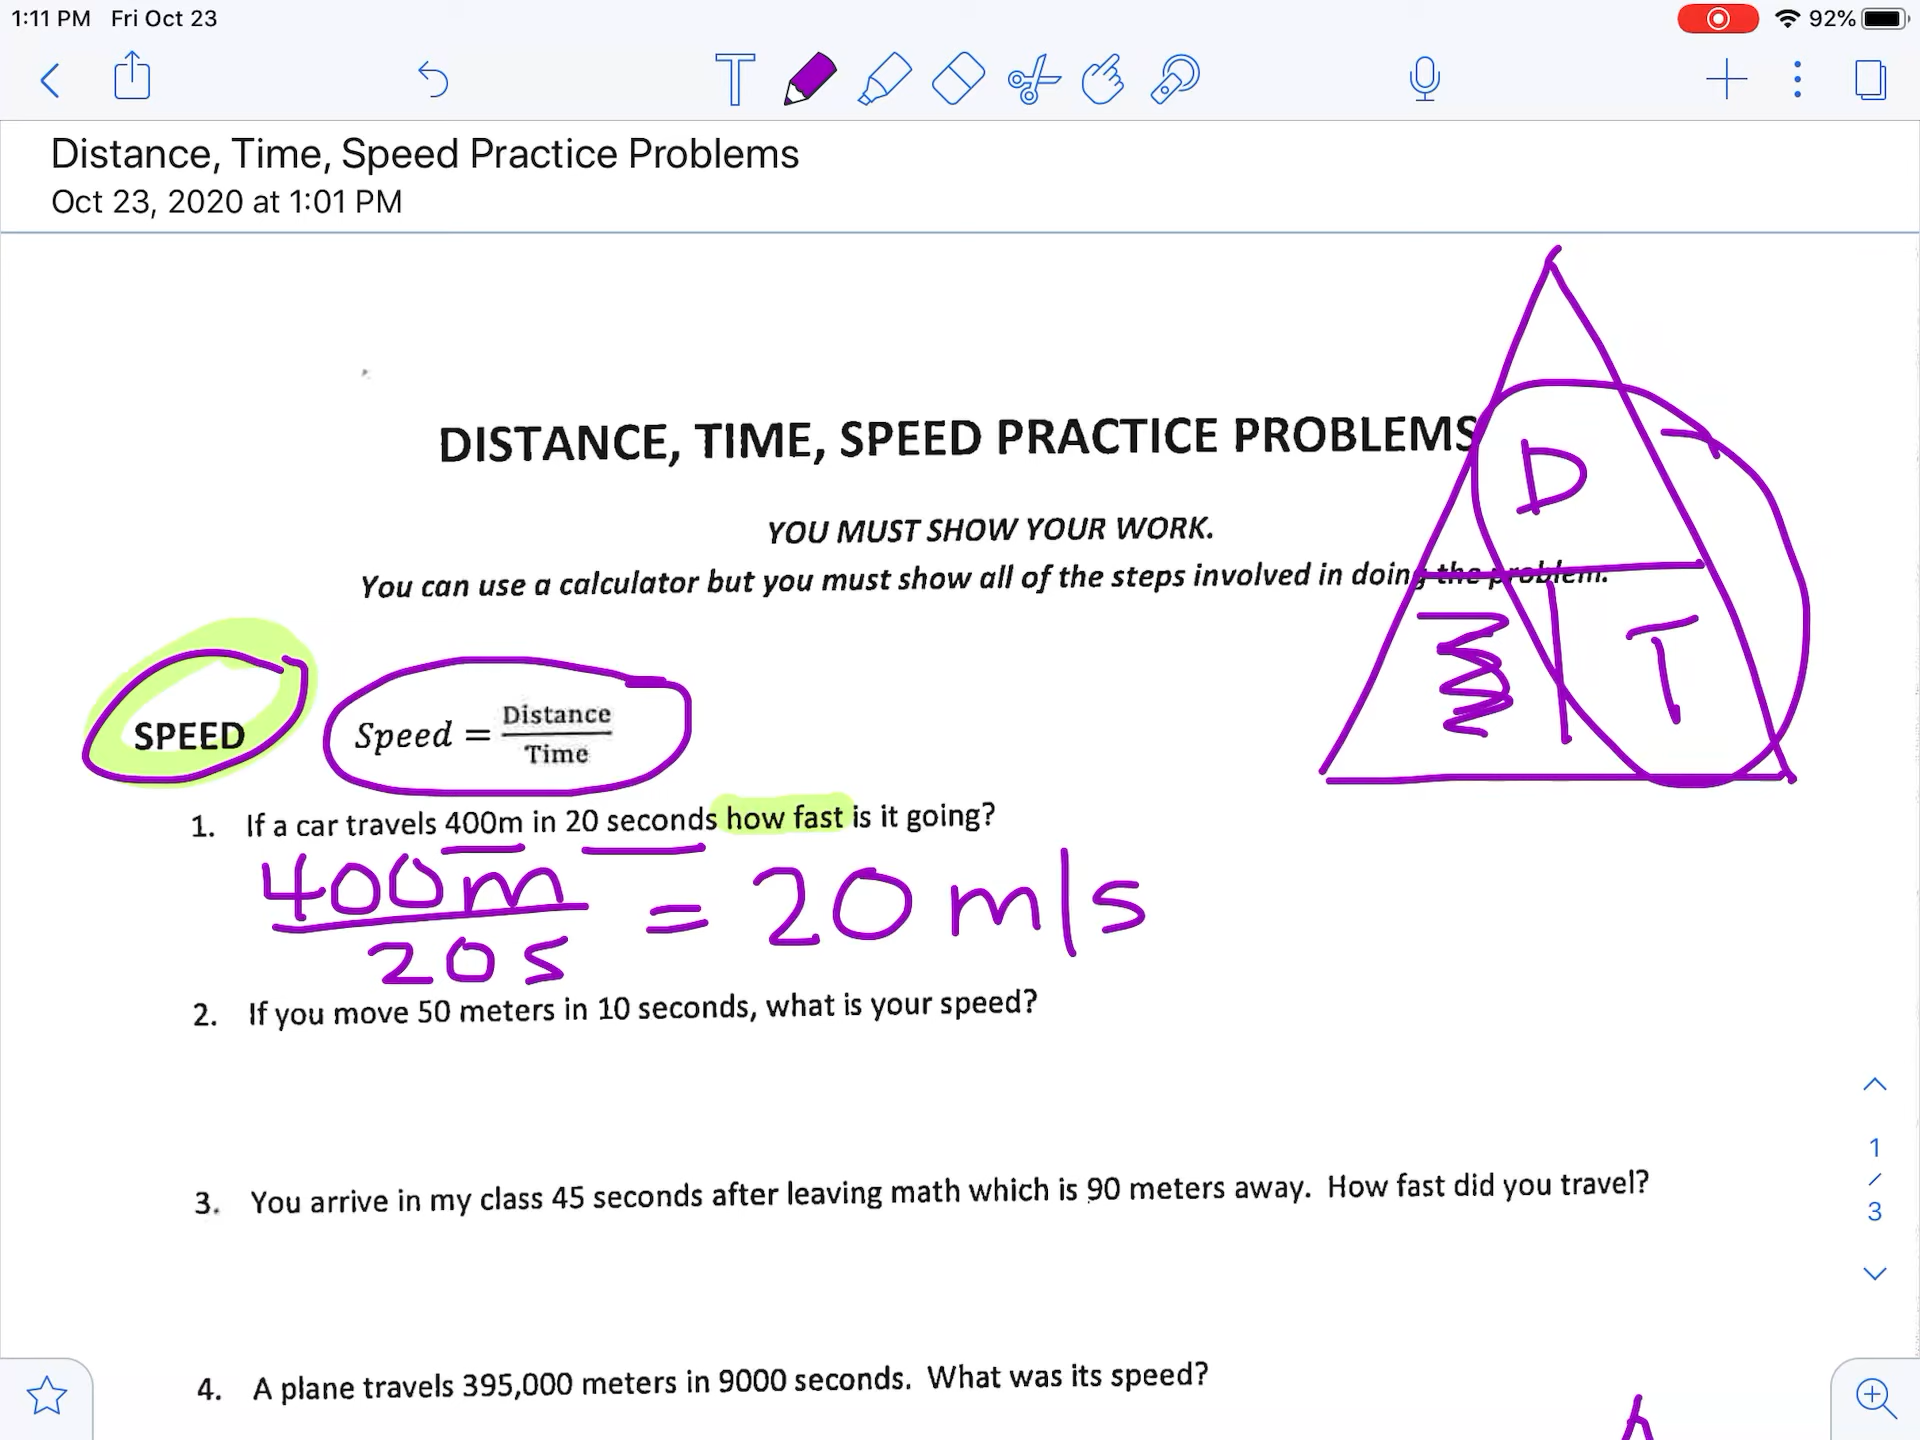 1:11 PM Fri Oct 23 92%
Distance, Time, Speed Practice Problems
Oct 23, 2020 at 1:01 PM
DISTANCE, TIME, SPEED PRACTICE PROBLEMS
D
YOU MUST SHOW YOUR WORK.
You can use a calculator but you must show all of the steps involved in doing the problem.
T
SPEED Speed = Distance
Time
1. If a car travels 400m in 20 seconds how fast is it going?
400m = 20 m/s
20s
2. If you move 50 meters in 10 seconds, what is your speed?
1
/
3
3. You arrive in my class 45 seconds after leaving math which is 90 meters away. How fast did you travel?
4. A plane travels 395,000 meters in 9000 seconds. What was its speed?